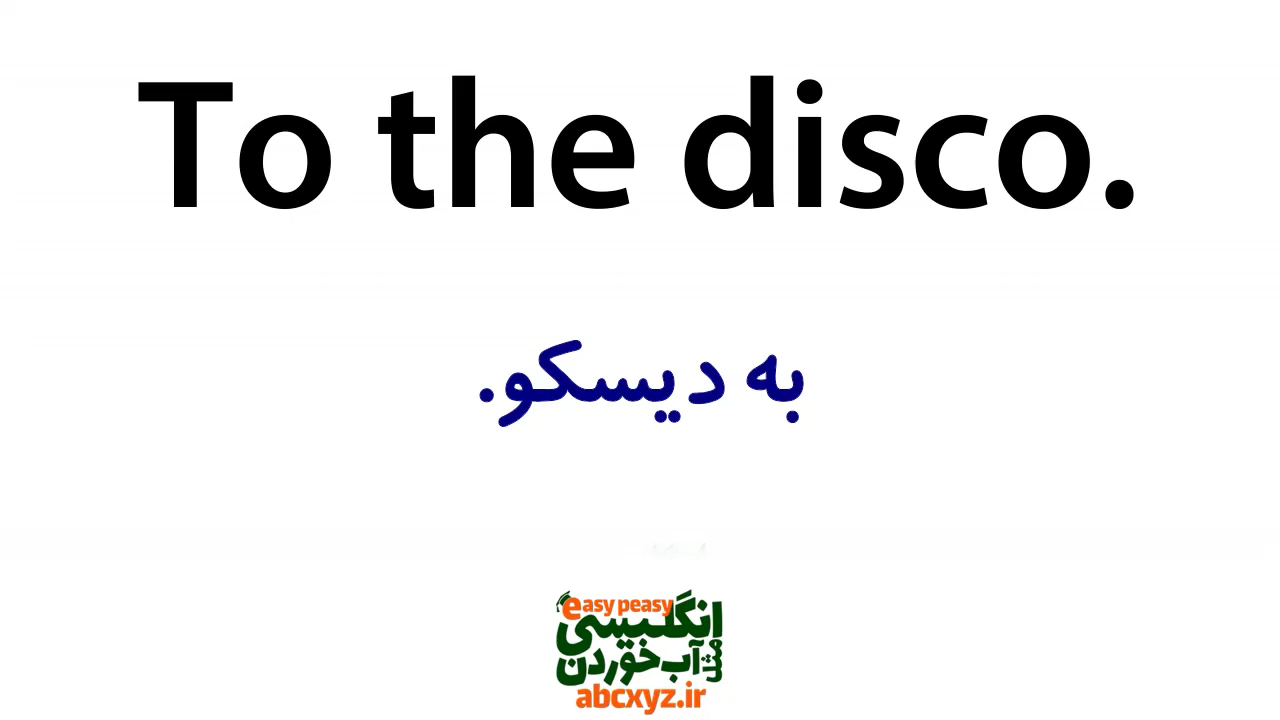 To the disco.
به دیسکو.
easy peasy
انگلیسی
مثل آب خوردن
abcxyz.ir